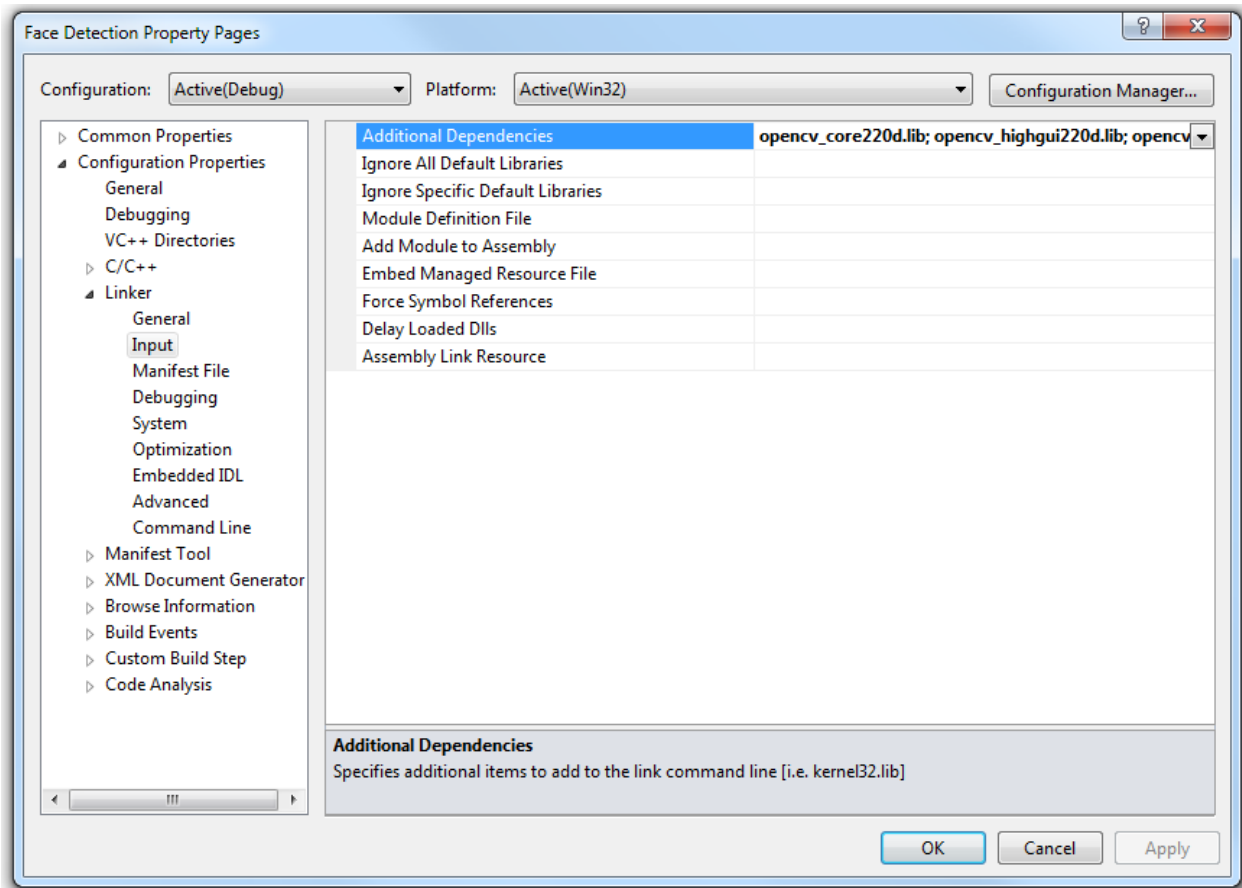 Face Detection Property Pages
Configuration: Active(Debug) Platform: Active(Win32) Configuration Manager...
Common Properties
Configuration Properties
General
Debugging
VC++ Directories
C/C++
Linker
General
Input
Manifest File
Debugging
System
Optimization
Embedded IDL
Advanced
Command Line
Manifest Tool
XML Document Generator
Browse Information
Build Events
Custom Build Step
Code Analysis
Additional Dependencies opencv_core220d.lib; opencv_highgui220d.lib; opencv
Ignore All Default Libraries
Ignore Specific Default Libraries
Module Definition File
Add Module to Assembly
Embed Managed Resource File
Force Symbol References
Delay Loaded Dlls
Assembly Link Resource
Additional Dependencies
Specifies additional items to add to the link command line [i.e. kernel32.lib]
OK Cancel Apply